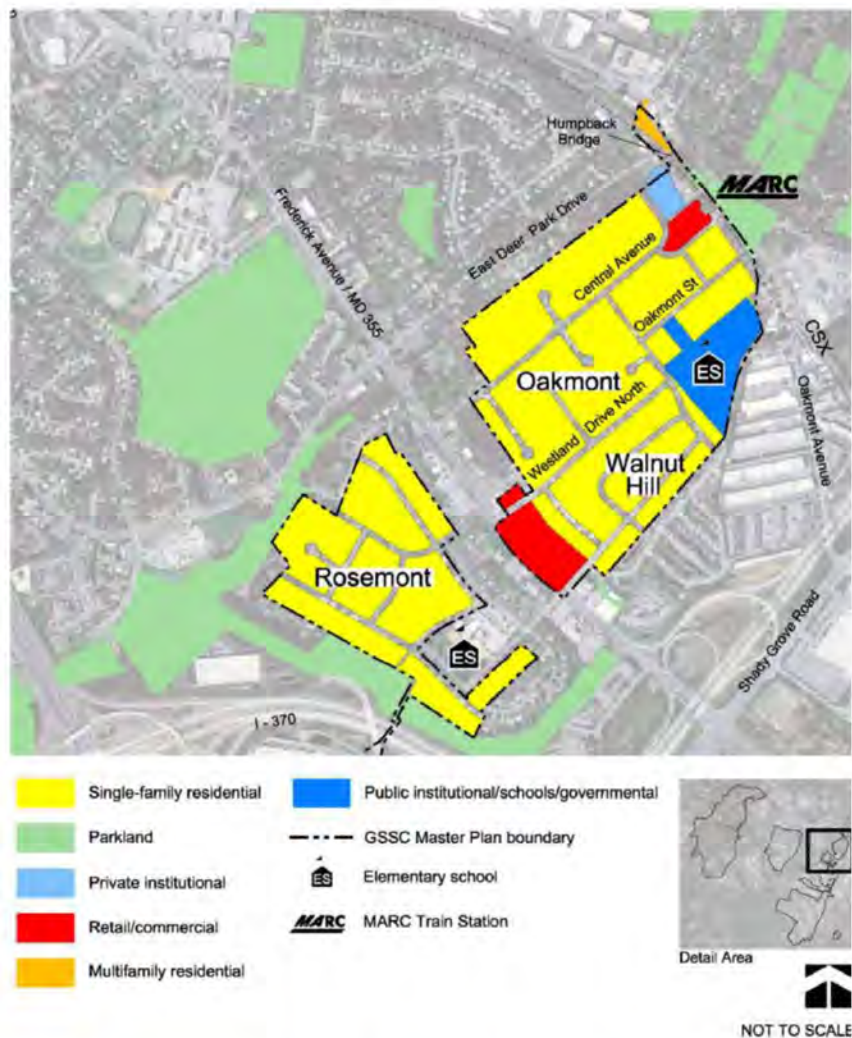 Humpback
Bridge
MARC
East Deer Park Drive
Frederick Avenue / MD 355
Central Avenue
Oakmont St
CSX
ES
Oakmont
Oakmont Avenue
Westland Drive North
Walnut
Hill
Rosemont
ES
Shady Grove Road
I - 370
Single-family residential
Public institutional/schools/governmental
Parkland
GSSC Master Plan boundary
Private institutional
ES
Elementary school
Retail/commercial
MARC
MARC Train Station
Multifamily residential
Detail Area
NOT TO SCALE